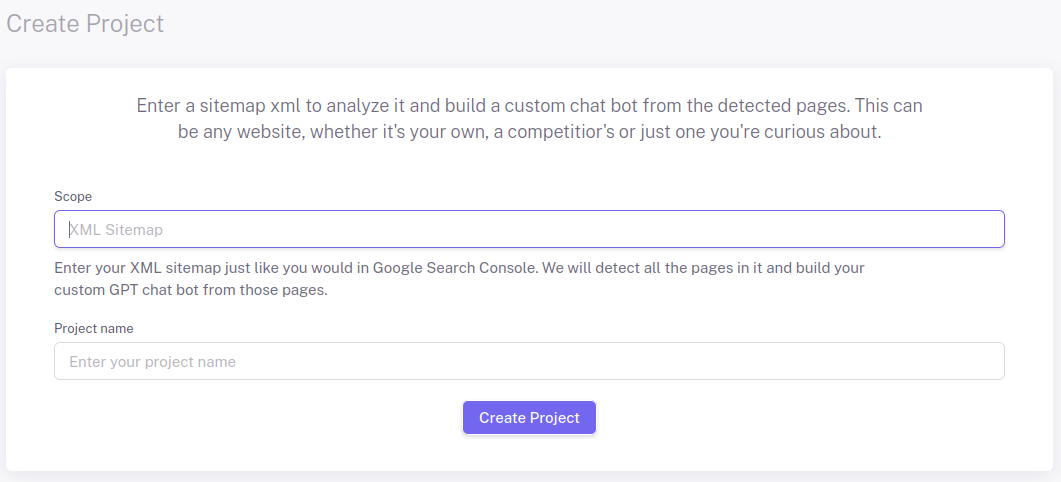 Create Project
Enter a sitemap xml to analyze it and build a custom chat bot from the detected pages. This can
be any website, whether it's your own, a competitior's or just one you're curious about.
Scope
XML Sitemap
Enter your XML sitemap just like you would in Google Search Console. We will detect all the pages in it and build your
custom GPT chat bot from those pages.
Project name
Enter your project name
Create Project